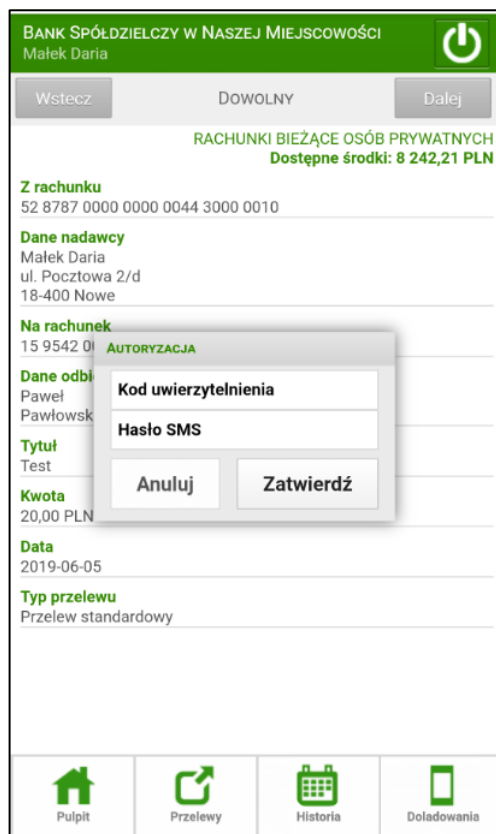 BANK SPÓŁDZIELCZY W NASZEJ MIEJSCOWOŚCI
Małek Daria
Wstecz
DOWOLNY
Dalej
RACHUNKI BIEŻĄCE OSÓB PRYWATNYCH
Dostępne środki: 8 242,21 PLN
Z rachunku
52 8787 0000 0000 0044 3000 0010
Dane nadawcy
Małek Daria
ul. Pocztowa 2/d
18-400 Nowe
Na rachunek
15 9542
AUTORYZACJA
Kod uwierzytelnienia
Hasło SMS
Anuluj
Zatwierdź
Dane
Paweł
Pawłowsk
Tytuł
Test
Kwota
20,00 PLN
Data
2019-06-05
Typ przelewu
Przelew standardowy
Pulpit
Przelewy
Historia
Doladowania